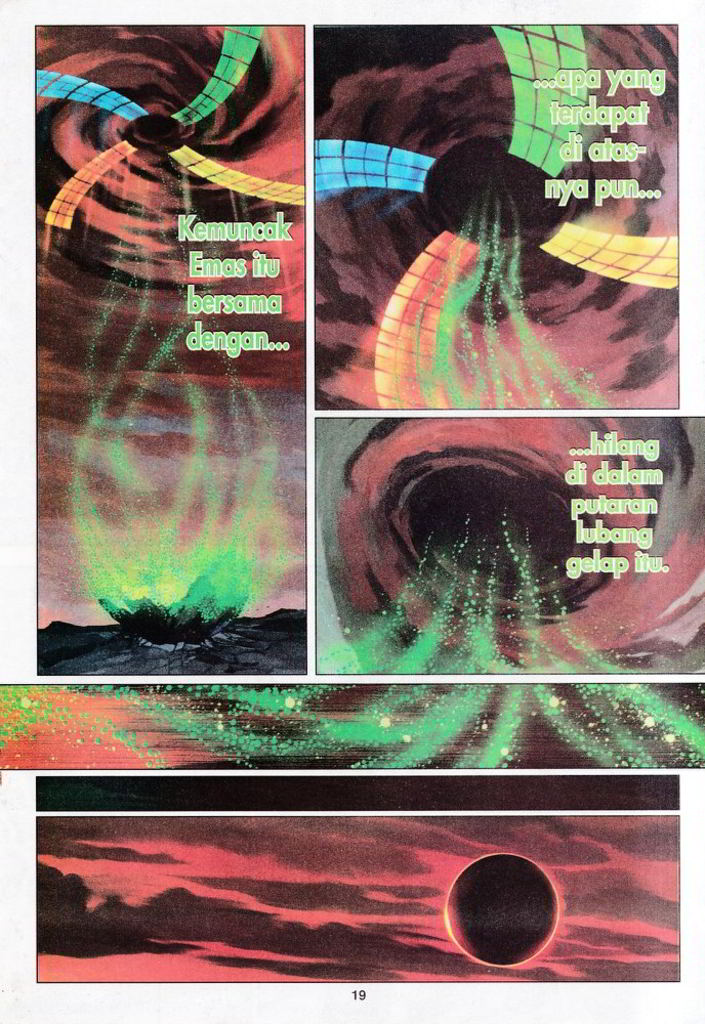 Kemuncak
Emas itu
bersama
dengan...
...apa yang
terdapat
di atas-
nya pun...
...hilang
di dalam
putaran
lubang
gelap itu.
19